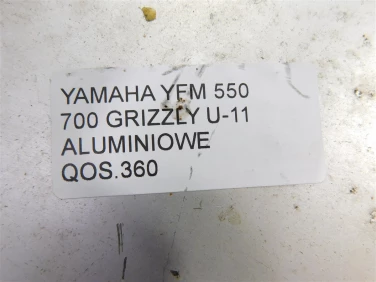 YAMAHA YFM 550
700 GRIZZLY U-11
ALUMINIOWE
QOS.360